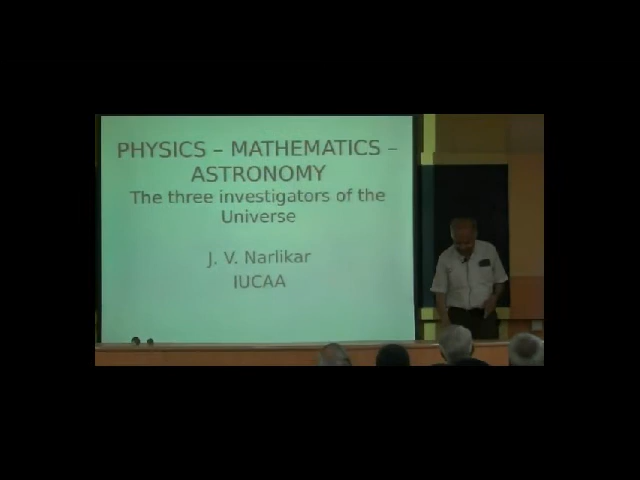 PHYSICS – MATHEMATICS –
ASTRONOMY
The three investigators of the
Universe
J. V. Narlikar
IUCAA